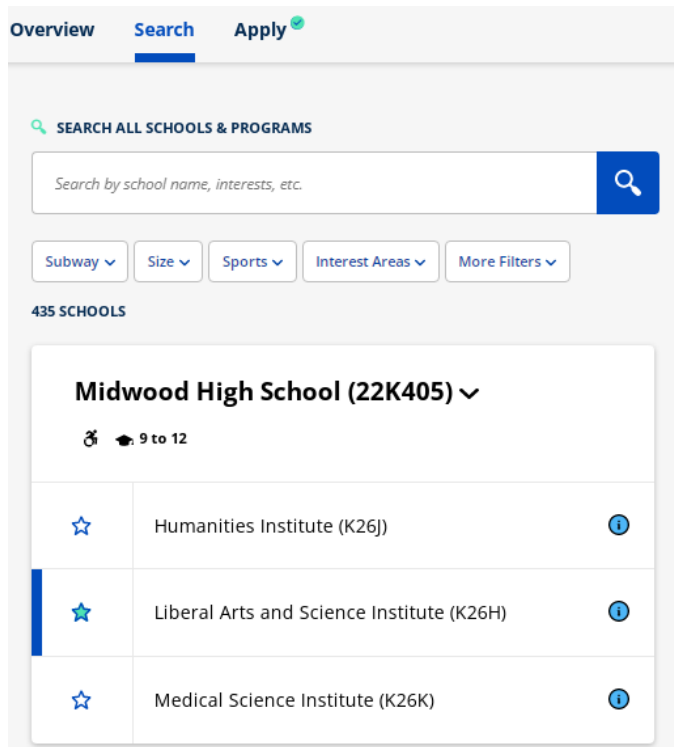 Overview Search Apply
SEARCH ALL SCHOOLS & PROGRAMS
Search by school name, interests, etc.
Subway Size Sports Interest Areas More Filters
435 SCHOOLS
Midwood High School (22K405)
9 to 12
Humanities Institute (K26J)
Liberal Arts and Science Institute (K26H)
Medical Science Institute (K26K)